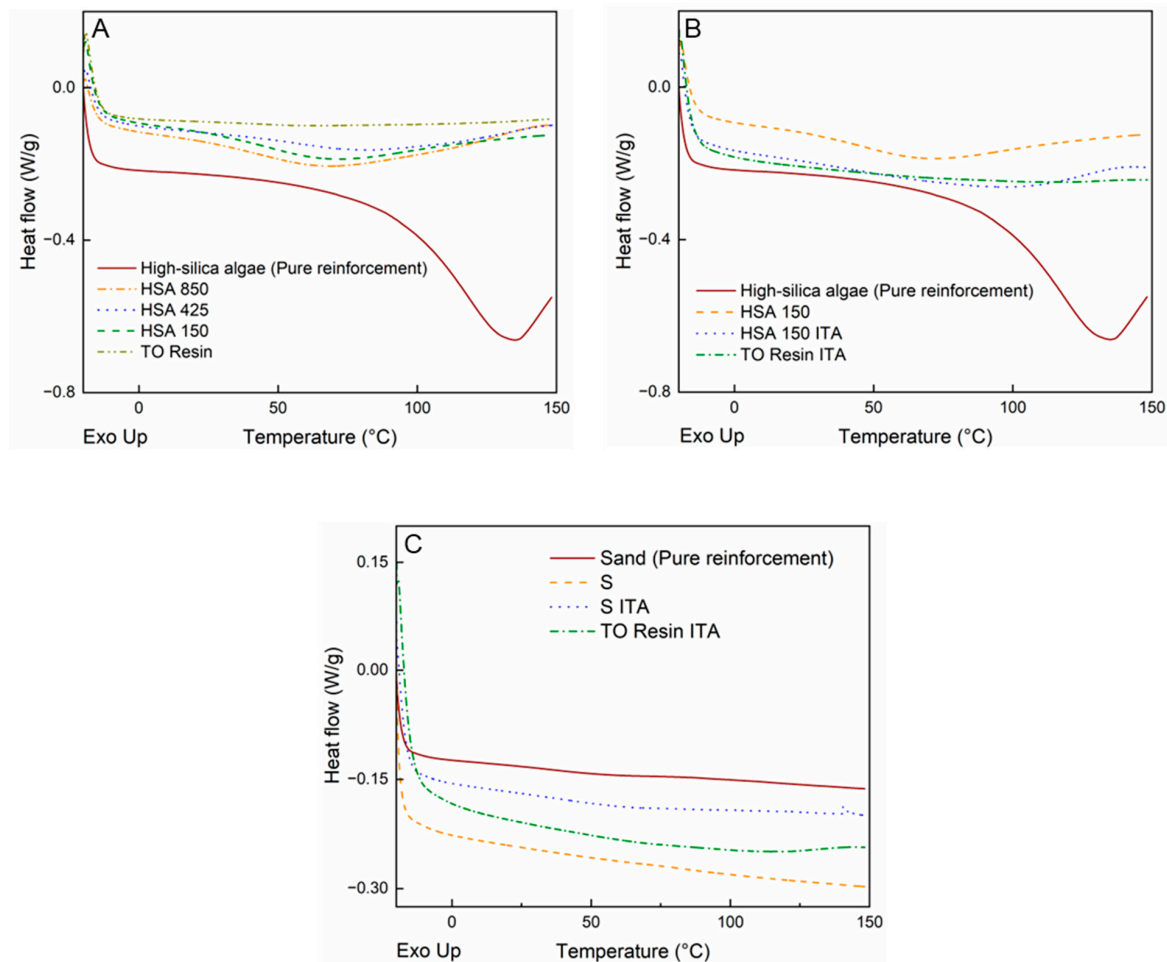 A
0.0
−0.4
−0.8
Heat flow (W/g)
High-silica algae (Pure reinforcement)
HSA 850
HSA 425
HSA 150
TO Resin
0
50
100
150
Exo Up
Temperature (°C)
B
0.0
−0.4
−0.8
Heat flow (W/g)
High-silica algae (Pure reinforcement)
HSA 150
HSA 150 ITA
TO Resin ITA
0
50
100
150
Exo Up
Temperature (°C)
C
0.15
0.00
−0.15
−0.30
Heat flow (W/g)
Sand (Pure reinforcement)
S
S ITA
TO Resin ITA
0
50
100
150
Exo Up
Temperature (°C)